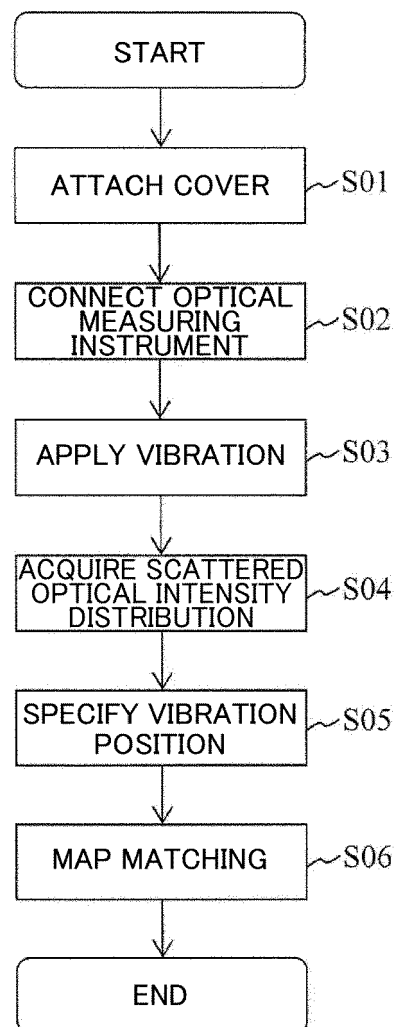 START
ATTACH COVER
S01
CONNECT OPTICAL
MEASURING
INSTRUMENT
S02
APPLY VIBRATION
S03
ACQUIRE SCATTERED
OPTICAL INTENSITY
DISTRIBUTION
S04
SPECIFY VIBRATION
POSITION
S05
MAP MATCHING
S06
END